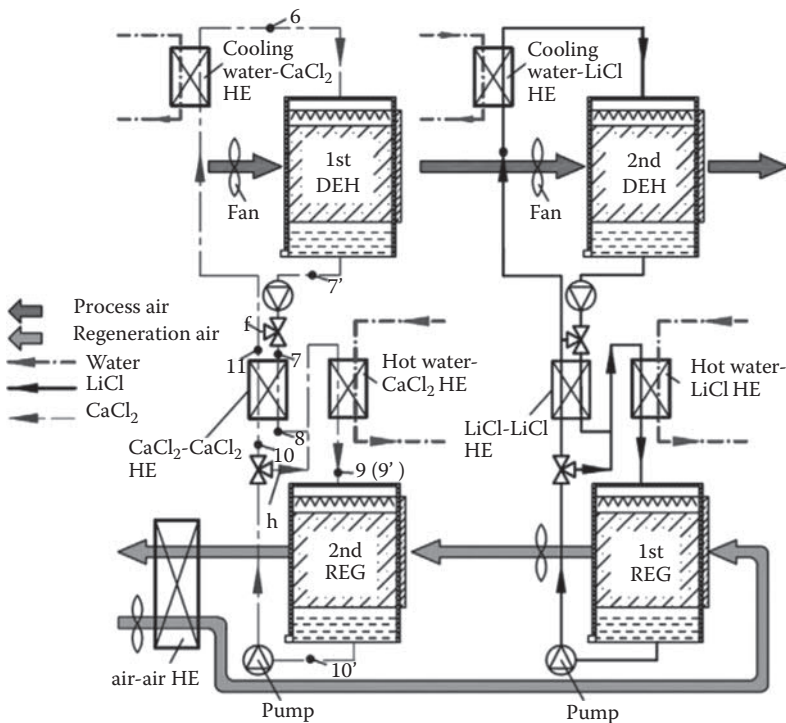 6
Cooling
water-CaCl₂
HE
Cooling
water-LiCl
HE
1st
DEH
2nd
DEH
Fan
Fan
7'
Process air
Regeneration air
Water
LiCl
CaCl₂
f
11
7
Hot water-
CaCl₂ HE
Hot water-
LiCl HE
CaCl₂-CaCl₂
HE
8
10
LiCl-LiCl
HE
9 (9')
h
2nd
REG
1st
REG
air-air HE
10'
Pump
Pump